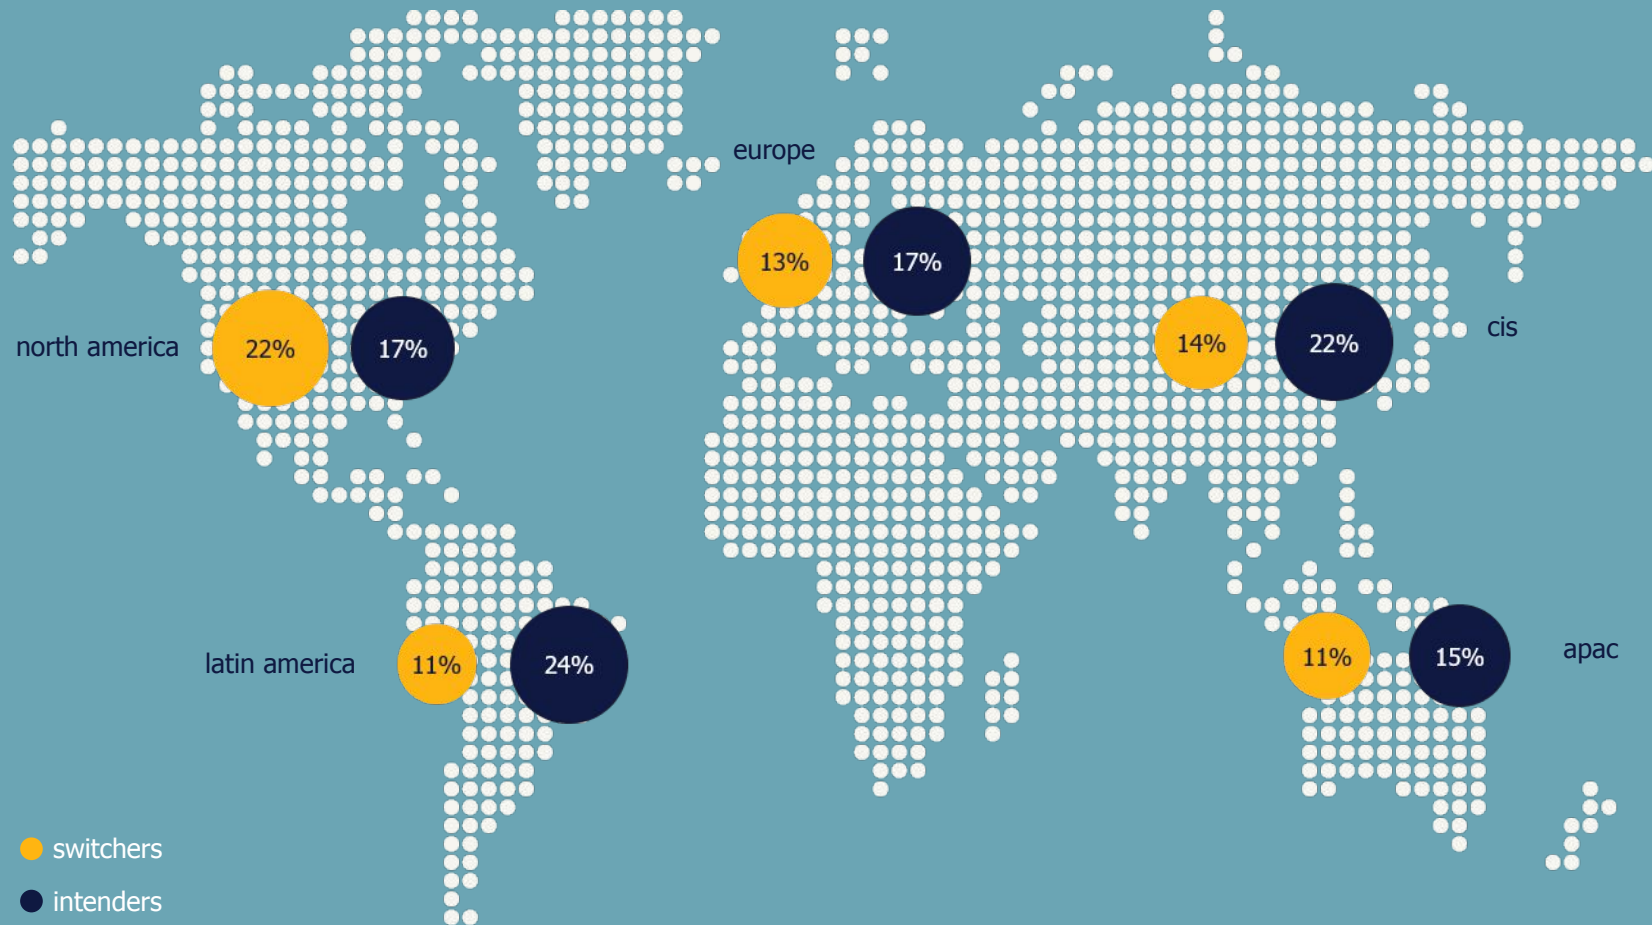 europe
13%
17%
north america
22%
17%
14%
22%
cis
latin america
11%
24%
11%
15%
apac
switchers
intenders